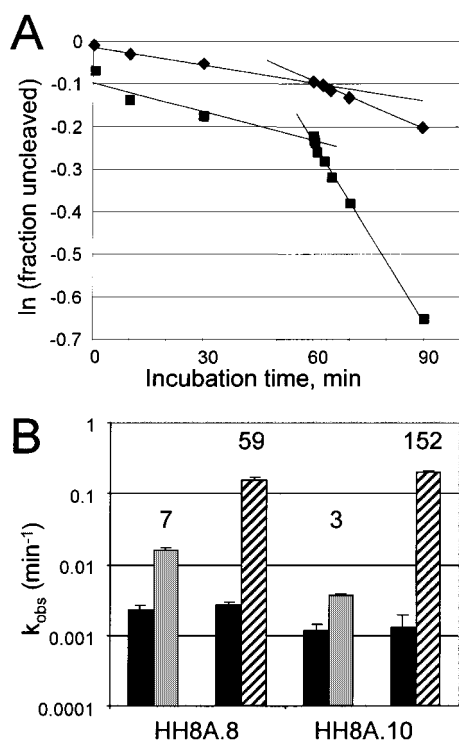 A
0
-0.1
-0.2
-0.3
-0.4
-0.5
-0.6
-0.7
ln (fraction uncleaved)
0 30 60 90
Incubation time, min
B
1
0.1
0.01
0.001
0.0001
kobs (min-1)
7 59 3 152
HH8A.8 HH8A.10